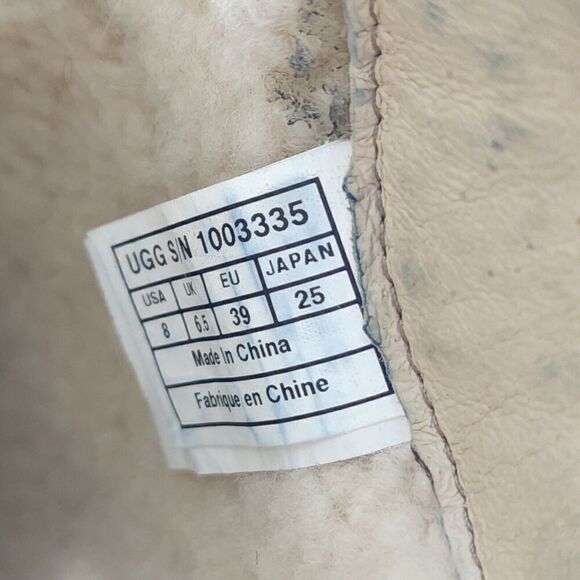 UGG S/N 1003335
USA UK EU JAPAN
8 6.5 39 25
Made In China
Fabrique en Chine